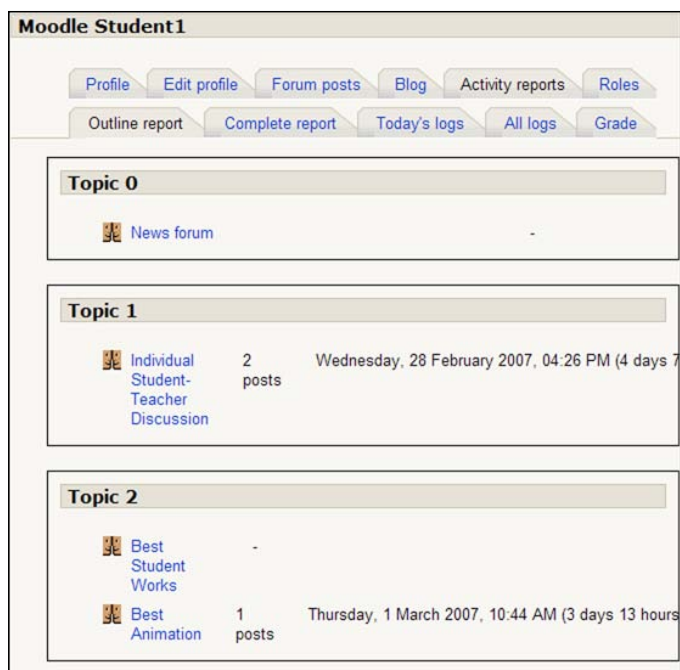 Moodle Student1
Profile Edit profile Forum posts Blog Activity reports Roles
Outline report Complete report Today's logs All logs Grade
Topic 0
News forum -
Topic 1
Individual 2 Wednesday, 28 February 2007, 04:26 PM (4 days 7
Student- posts
Teacher
Discussion
Topic 2
Best -
Student
Works
Best 1 Thursday, 1 March 2007, 10:44 AM (3 days 13 hours
Animation posts